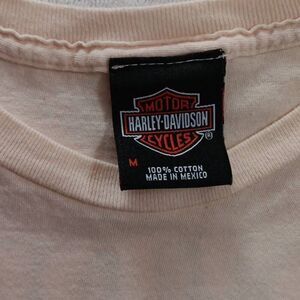 MOTOR
HARLEY-DAVIDSON
CYCLES
®
M
100% COTTON
MADE IN MEXICO